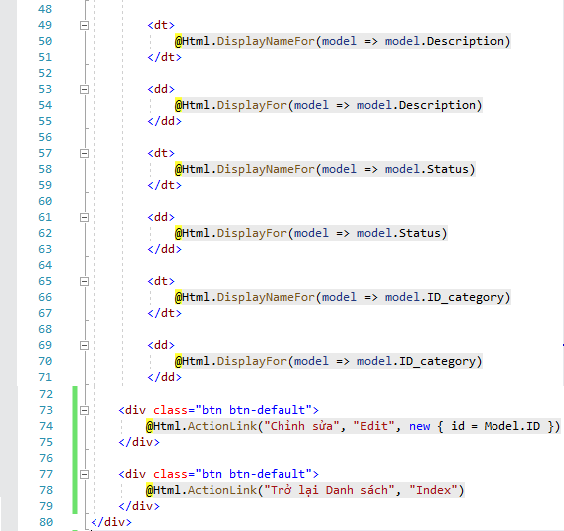 48
49 <dt>
50 @Html.DisplayNameFor(model => model.Description)
51 </dt>
52
53 <dd>
54 @Html.DisplayFor(model => model.Description)
55 </dd>
56
57 <dt>
58 @Html.DisplayNameFor(model => model.Status)
59 </dt>
60
61 <dd>
62 @Html.DisplayFor(model => model.Status)
63 </dd>
64
65 <dt>
66 @Html.DisplayNameFor(model => model.ID_category)
67 </dt>
68
69 <dd>
70 @Html.DisplayFor(model => model.ID_category)
71 </dd>
72
73 <div class="btn btn-default">
74 @Html.ActionLink("Chỉnh sửa", "Edit", new { id = Model.ID })
75 </div>
76
77 <div class="btn btn-default">
78 @Html.ActionLink("Trở lại Danh sách", "Index")
79 </div>
80 </div>